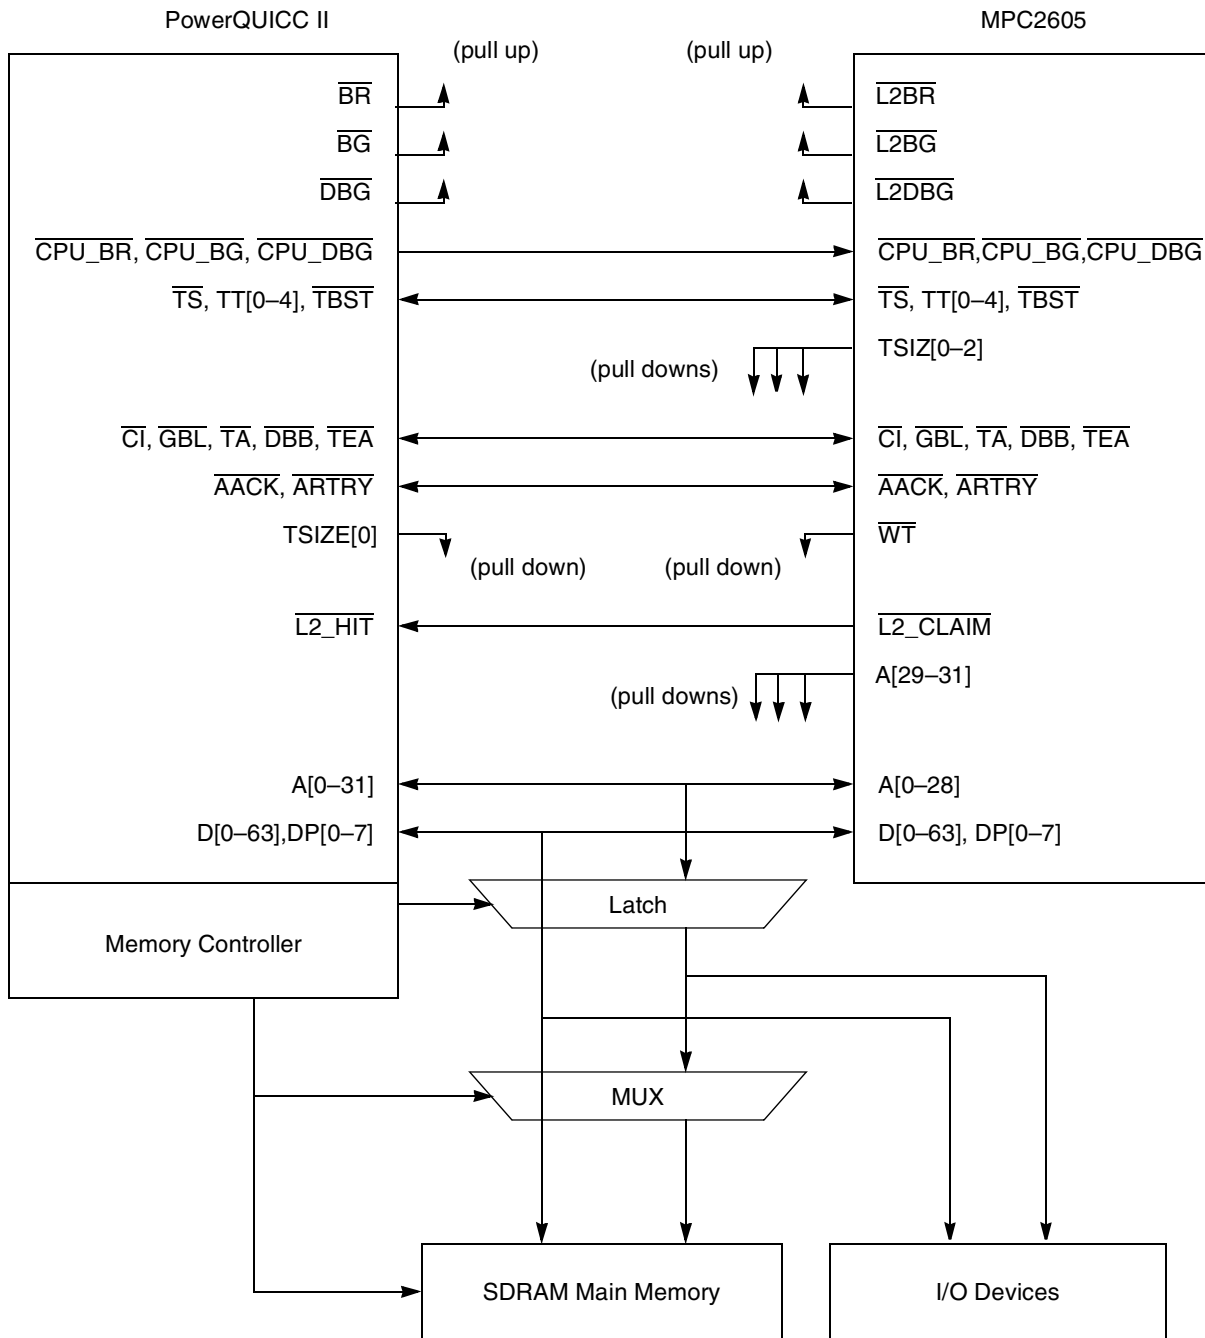 PowerQUICC II MPC2605
(pull up) (pull up)
BR L2BR
BG L2BG
DBG L2DBG
CPU_BR, CPU_BG, CPU_DBG CPU_BR,CPU_BG,CPU_DBG
TS, TT[0–4], TBST TS, TT[0–4], TBST
TSIZ[0–2]
(pull downs)
CI, GBL, TA, DBB, TEA CI, GBL, TA, DBB, TEA
AACK, ARTRY AACK, ARTRY
TSIZE[0] WT
(pull down) (pull down)
L2_HIT L2_CLAIM
A[29–31]
(pull downs)
A[0–31] A[0–28]
D[0–63],DP[0–7] D[0–63], DP[0–7]
Latch
Memory Controller
MUX
SDRAM Main Memory I/O Devices